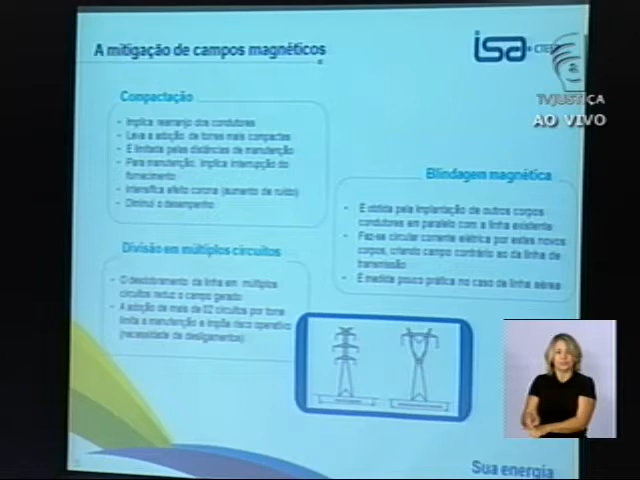 A mitigação de campos magnéticos
isa
CTEEP
TV JUSTIÇA
AO VIVO
Compactação
- Implica rearranjo dos condutores
- Leva a adoção de torres mais compactas
- É limitada pelas distâncias de manutenção
- Para manutenção, implica interrupção do
fornecimento
- Intensifica efeito corona (aumento de ruído)
- Diminui o desempenho
Blindagem magnética
- É obtida pela implantação de outros corpos
condutores em paralelo com a linha existente
- Faz-se circular corrente elétrica por estes novos
corpos, criando campo contrário ao da linha de
transmissão
- É medida pouco prática no caso de linha aérea
Divisão em múltiplos circuitos
- O desdobramento da linha em múltiplos
circuitos reduz o campo gerado
- A adoção de mais de 02 circuitos por torre
limita a manutenção e impõe risco operativo
(necessidade de desligamentos)
Sua energia